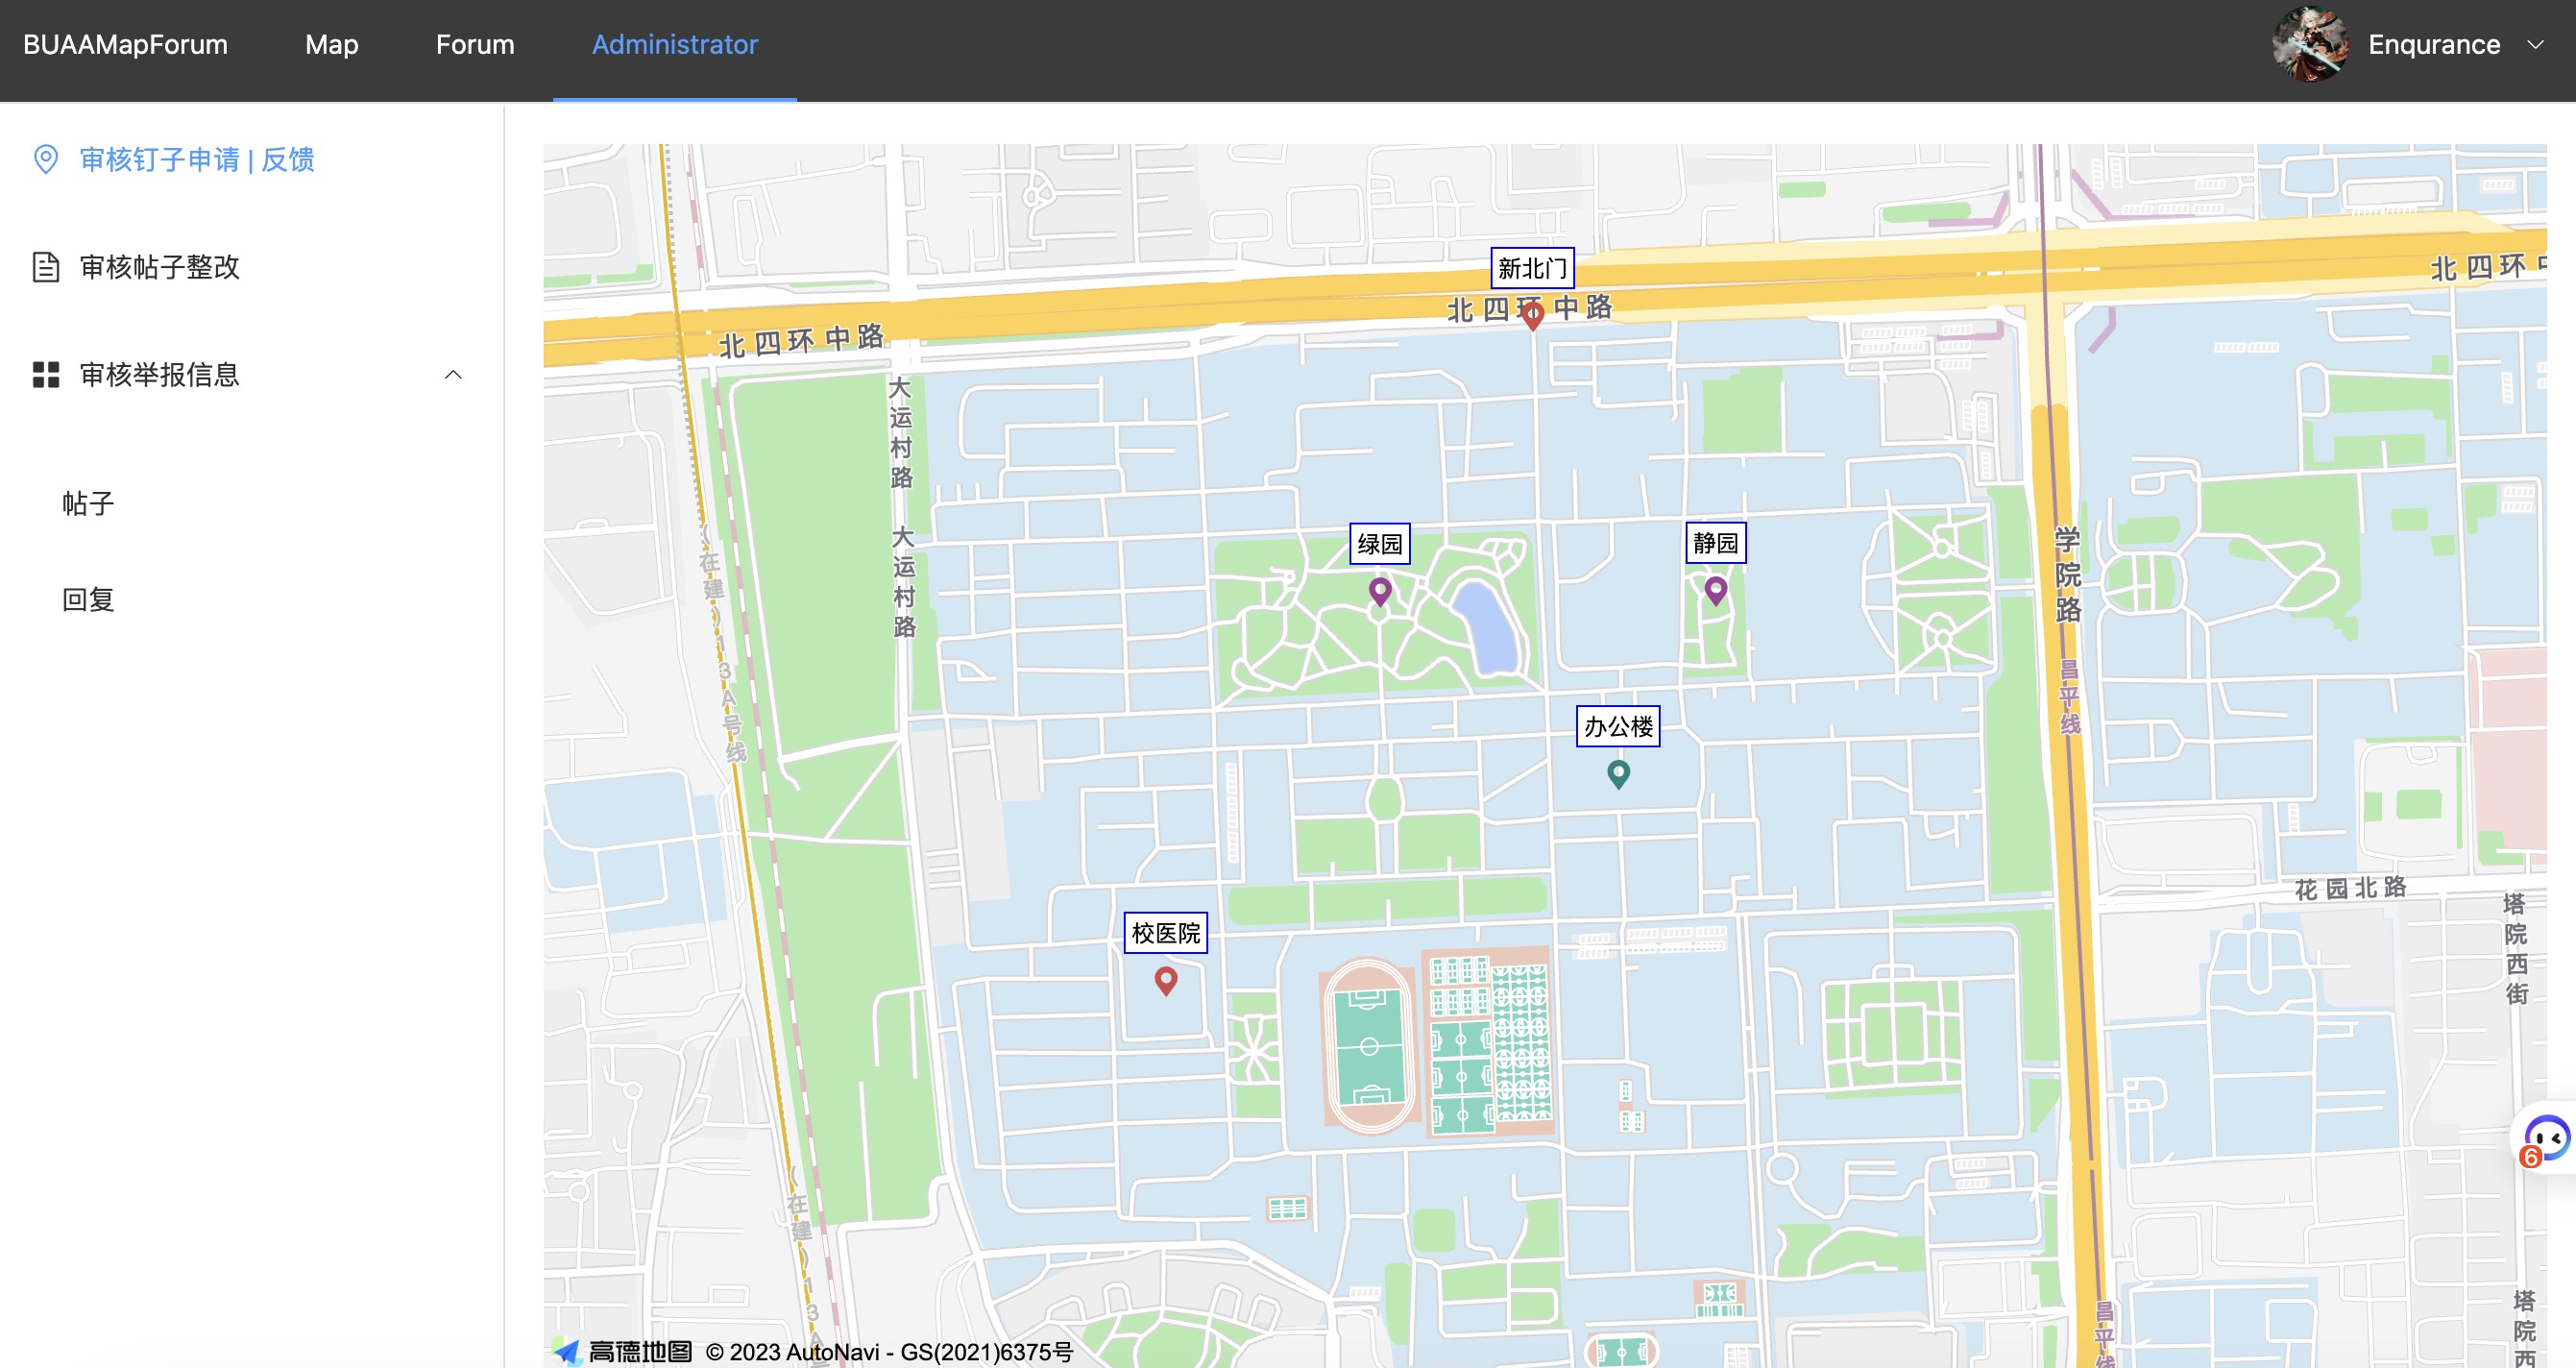 BUAAMapForum
Map
Forum
Administrator
Enqurance
审核钉子申请 | 反馈
审核帖子整改
审核举报信息
帖子
回复
新北门
北四环中
北四环中路
北四环中路
大运村路
大运村路
绿园
静园
学院路
(在建)13A号线
昌平线
办公楼
花园北路
塔院西街
校医院
6
(在建)13A
塔院西
昌平线
高德地图 © 2023 AutoNavi - GS(2021)6375号